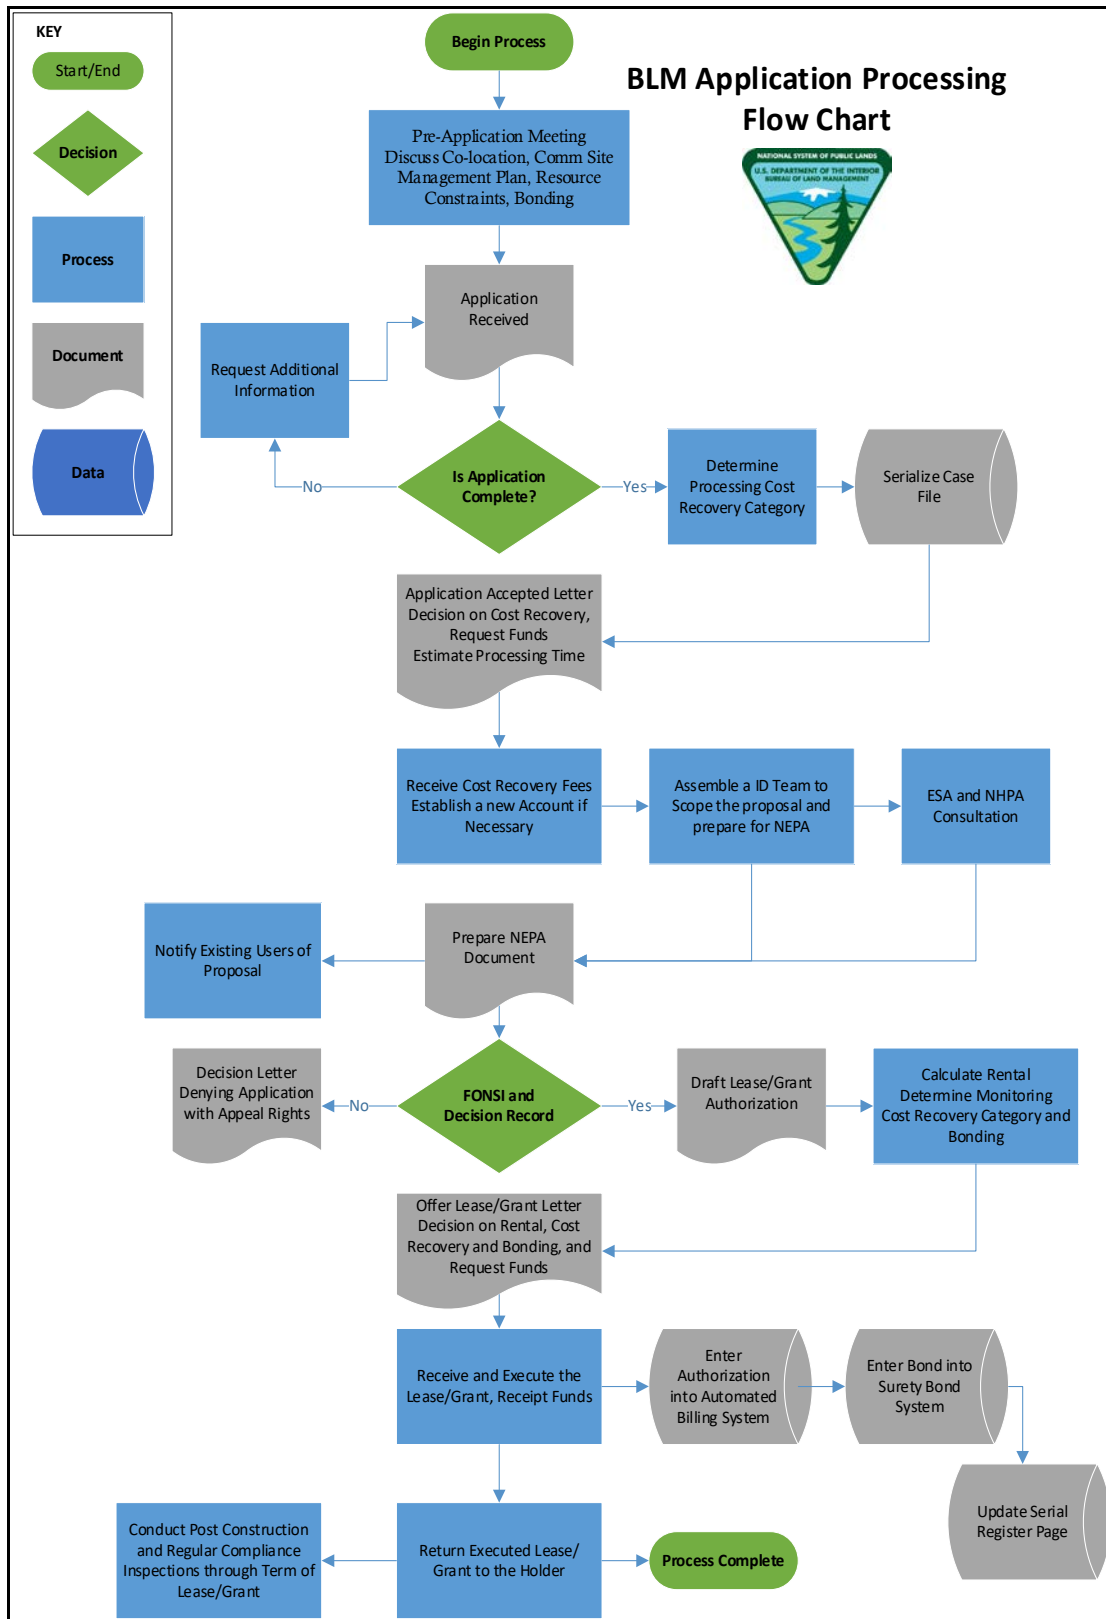 KEY
Start/End
Decision
Process
Document
Data
BLM Application Processing
Flow Chart
NATIONAL SYSTEM OF PUBLIC LANDS
U.S. DEPARTMENT OF THE INTERIOR
BUREAU OF LAND MANAGEMENT
Begin Process
Pre-Application Meeting
Discuss Co-location, Comm Site
Management Plan, Resource
Constraints, Bonding
Application
Received
Request Additional
Information
Is Application
Complete?
No
Yes
Determine
Processing Cost
Recovery Category
Serialize Case
File
Application Accepted Letter
Decision on Cost Recovery,
Request Funds
Estimate Processing Time
Receive Cost Recovery Fees
Establish a new Account if
Necessary
Assemble a ID Team to
Scope the proposal and
prepare for NEPA
ESA and NHPA
Consultation
Notify Existing Users of
Proposal
Prepare NEPA
Document
Decision Letter
Denying Application
with Appeal Rights
No
FONSI and
Decision Record
Yes
Draft Lease/Grant
Authorization
Calculate Rental
Determine Monitoring
Cost Recovery Category and
Bonding
Offer Lease/Grant Letter
Decision on Rental, Cost
Recovery and Bonding, and
Request Funds
Receive and Execute the
Lease/Grant, Receipt Funds
Enter
Authorization
into Automated
Billing System
Enter Bond into
Surety Bond
System
Update Serial
Register Page
Conduct Post Construction
and Regular Compliance
Inspections through Term of
Lease/Grant
Return Executed Lease/
Grant to the Holder
Process Complete